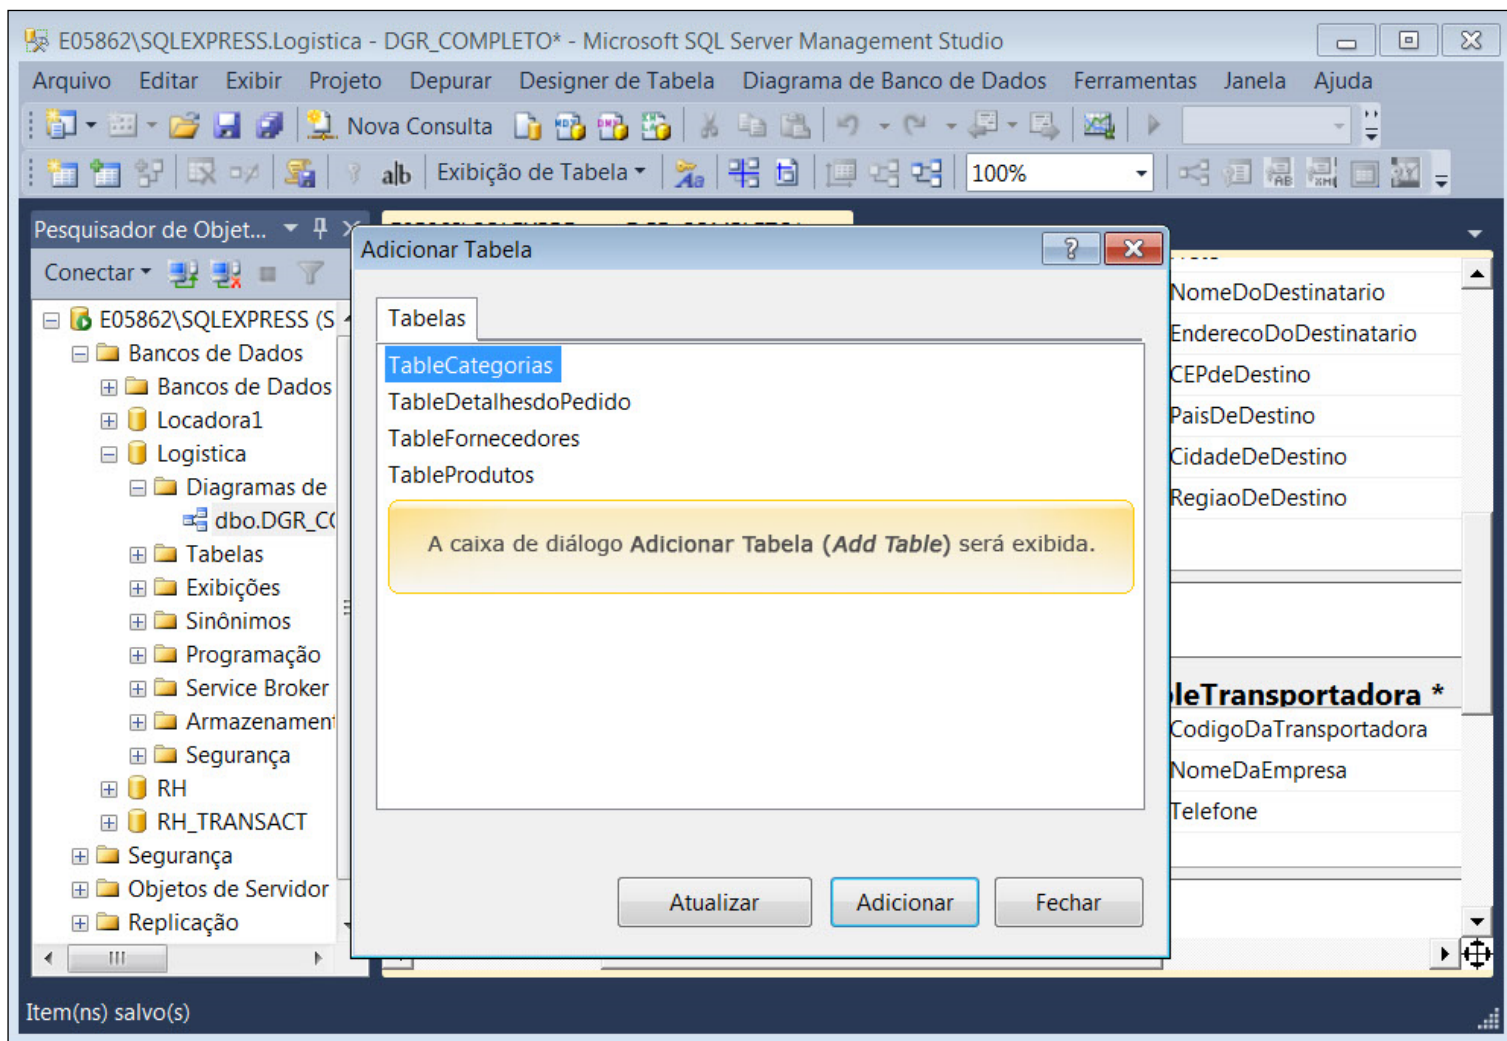 E05862\SQLEXPRESS.Logistica - DGR_COMPLETO* - Microsoft SQL Server Management Studio
Arquivo Editar Exibir Projeto Depurar Designer de Tabela Diagrama de Banco de Dados Ferramentas Janela Ajuda
Nova Consulta
Exibição de Tabela 100%
Pesquisador de Objet...
Conectar
E05862\SQLEXPRESS (S
Bancos de Dados
Bancos de Dados
Locadora1
Logistica
Diagramas de
dbo.DGR_C
Tabelas
Exibições
Sinônimos
Programação
Service Broker
Armazenament
Segurança
RH
RH_TRANSACT
Segurança
Objetos de Servidor
Replicação
Adicionar Tabela
Tabelas
TableCategorias
TableDetalhesdoPedido
TableFornecedores
TableProdutos
A caixa de diálogo Adicionar Tabela (Add Table) será exibida.
Atualizar Adicionar Fechar
NomeDoDestinatario
EnderecoDoDestinatario
CEPdeDestino
PaisDeDestino
CidadeDeDestino
RegiaoDeDestino
leTransportadora *
CodigoDaTransportadora
NomeDaEmpresa
Telefone
Item(ns) salvo(s)